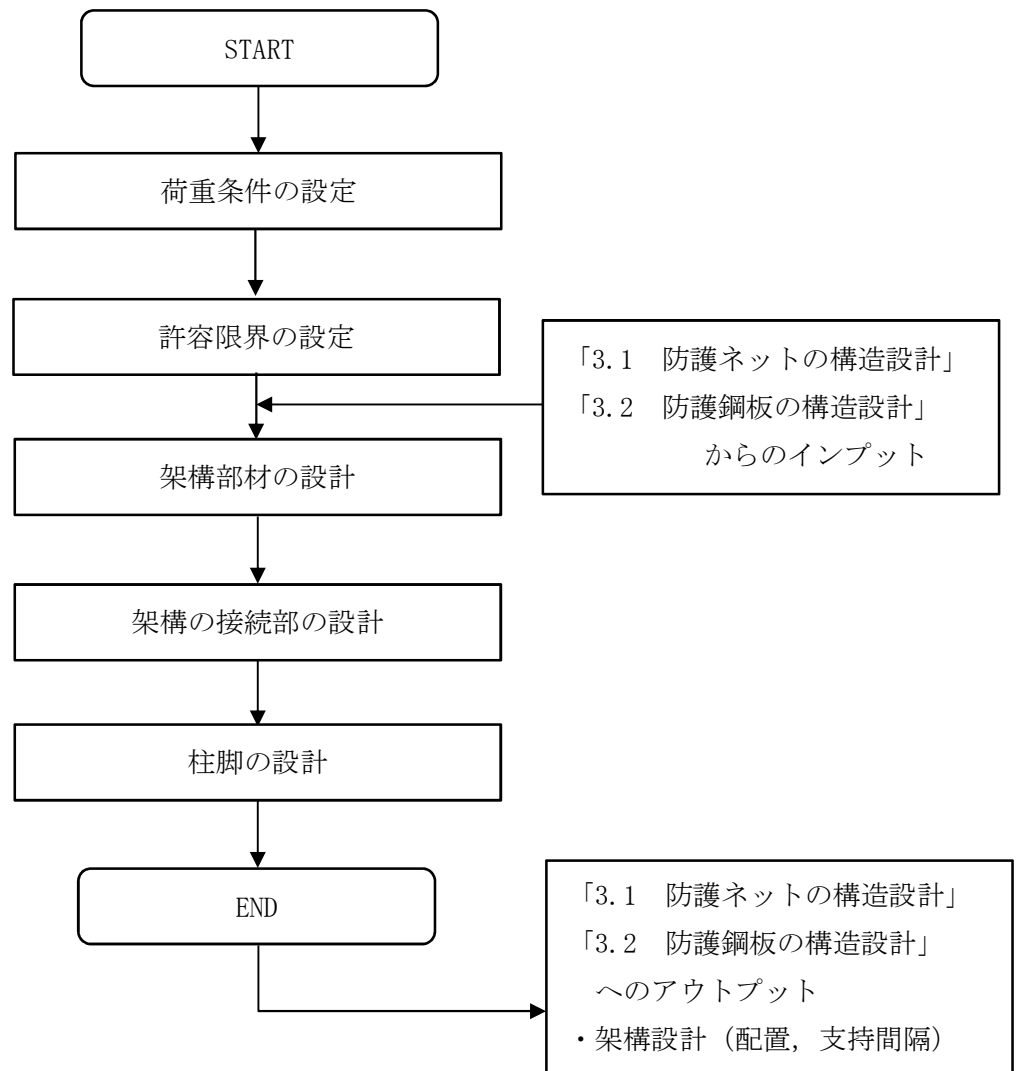 START
荷重条件の設定
許容限界の設定
「3.1　防護ネットの構造設計」
「3.2　防護鋼板の構造設計」
からのインプット
架構部材の設計
架構の接続部の設計
柱脚の設計
END
「3.1　防護ネットの構造設計」
「3.2　防護鋼板の構造設計」
へのアウトプット
・架構設計（配置，支持間隔）